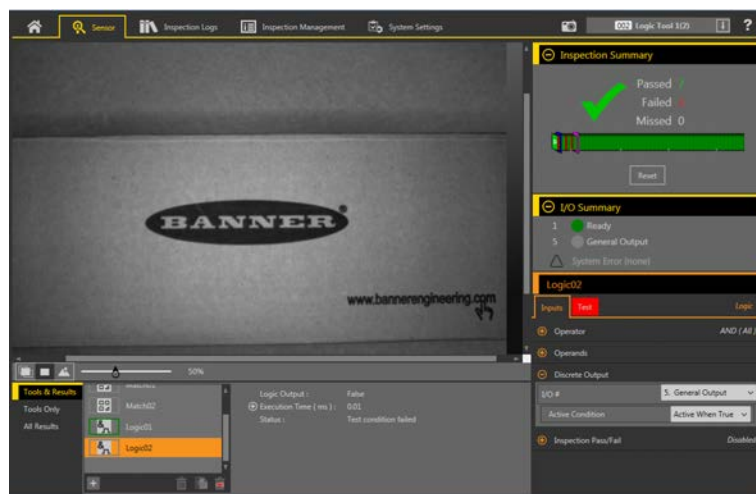 Sensor
Inspection Logs
Inspection Management
System Settings
002 Logic Tool 1(2)
?
Inspection Summary
Passed 7
Failed
Missed 0
Reset
I/O Summary
1 Ready
5 General Output
System Error (none)
BANNER
®
www.bannerengineering.com
Logic02
Inputs Test Logic
Operator AND (All)
Operands
Discrete Output
I/O # 5. General Output
Active Condition Active When True
Inspection Pass/Fail Disabled
50%
Tools & Results
Tools Only
All Results
Match02
Logic01
Logic02
Logic Output : False
Execution Time ( ms ) : 0.01
Status : Test condition failed